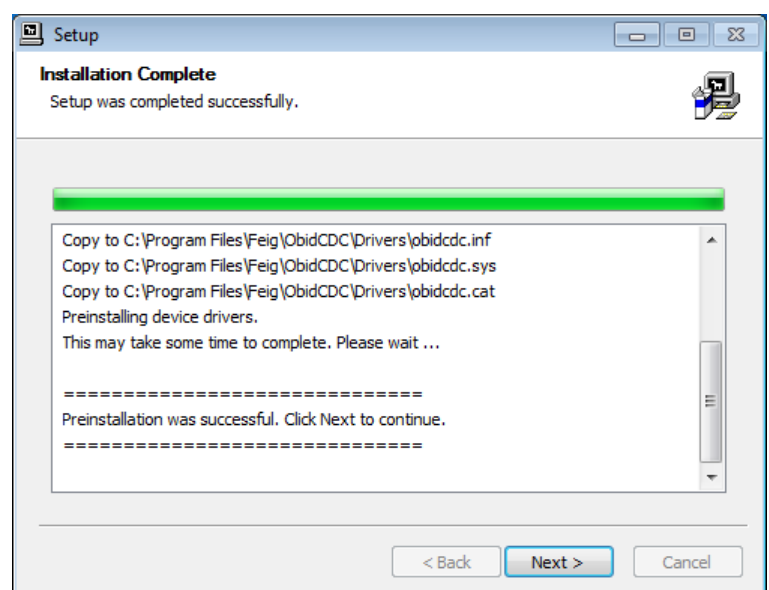 Setup
Installation Complete
Setup was completed successfully.
Copy to C:\Program Files\Feig\ObidCDC\Drivers\obidcdc.inf
Copy to C:\Program Files\Feig\ObidCDC\Drivers\obidcdc.sys
Copy to C:\Program Files\Feig\ObidCDC\Drivers\obidcdc.cat
Preinstalling device drivers.
This may take some time to complete. Please wait ...
==============================
Preinstallation was successful. Click Next to continue.
==============================
< Back Next > Cancel